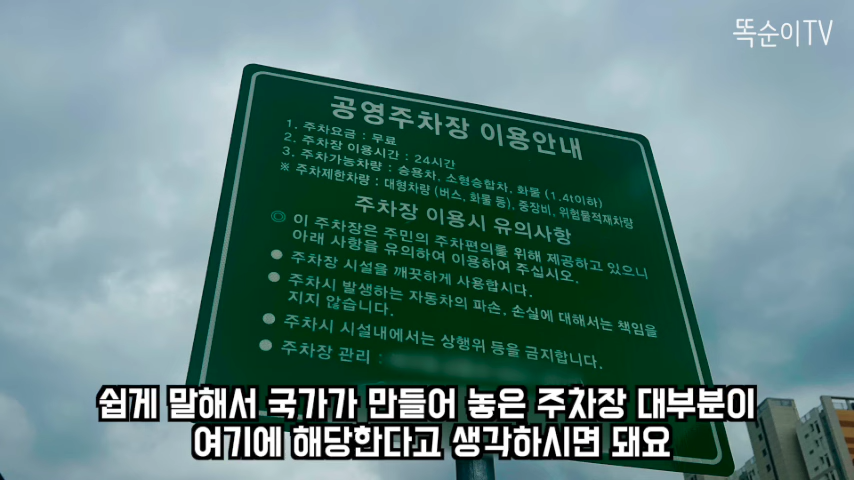 똑순이TV
공영주차장 이용안내
1. 주차요금 : 무료
2. 주차장 이용시간 : 24시간
3. 주차가능차량 : 승용차, 소형승합차, 화물 (1.4t이하)
※ 주차제한차량 : 대형차량 (버스, 화물 등), 중장비, 위험물적재차량
주차장 이용시 유의사항
◎ 이 주차장은 주민의 주차편의를 위해 제공하고 있으니
아래 사항을 유의하여 이용하여 주십시오.
● 주차장 시설을 깨끗하게 사용합시다.
● 주차시 발생하는 자동차의 파손, 손실에 대해서는 책임을
지지 않습니다.
● 주차시 시설내에서는 상행위 등을 금지합니다.
● 주차장 관리 :
쉽게 말해서 국가가 만들어 놓은 주차장 대부분이
여기에 해당한다고 생각하시면 돼요